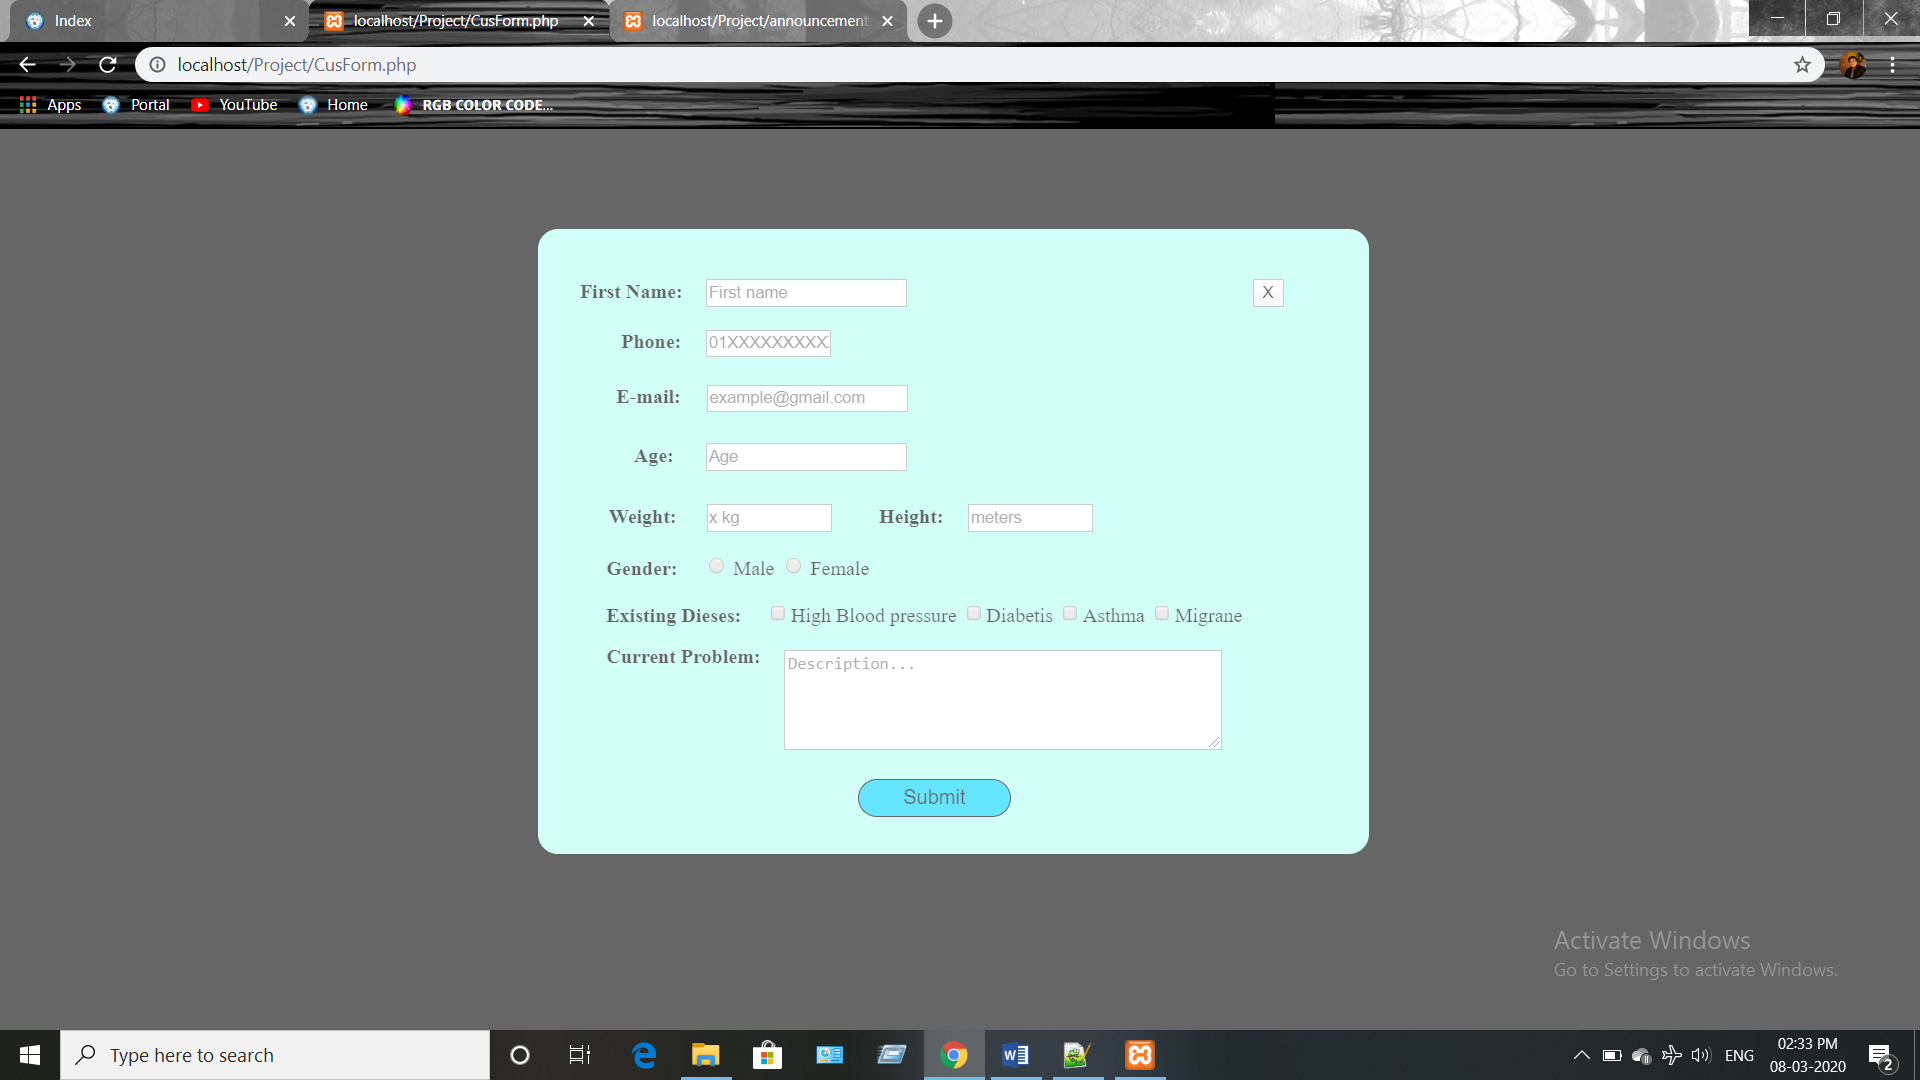 Index
localhost/Project/CusForm.php
localhost/Project/announcement
localhost/Project/CusForm.php
Apps Portal YouTube Home RGB COLOR CODE...
First Name: First name X
Phone: 01XXXXXXXXX
E-mail: example@gmail.com
Age: Age
Weight: x kg Height: meters
Gender: Male Female
Existing Dieses: High Blood pressure Diabetis Asthma Migrane
Current Problem: Description...
Submit
Activate Windows
Go to Settings to activate Windows.
Type here to search
ENG
02:33 PM
08-03-2020
2